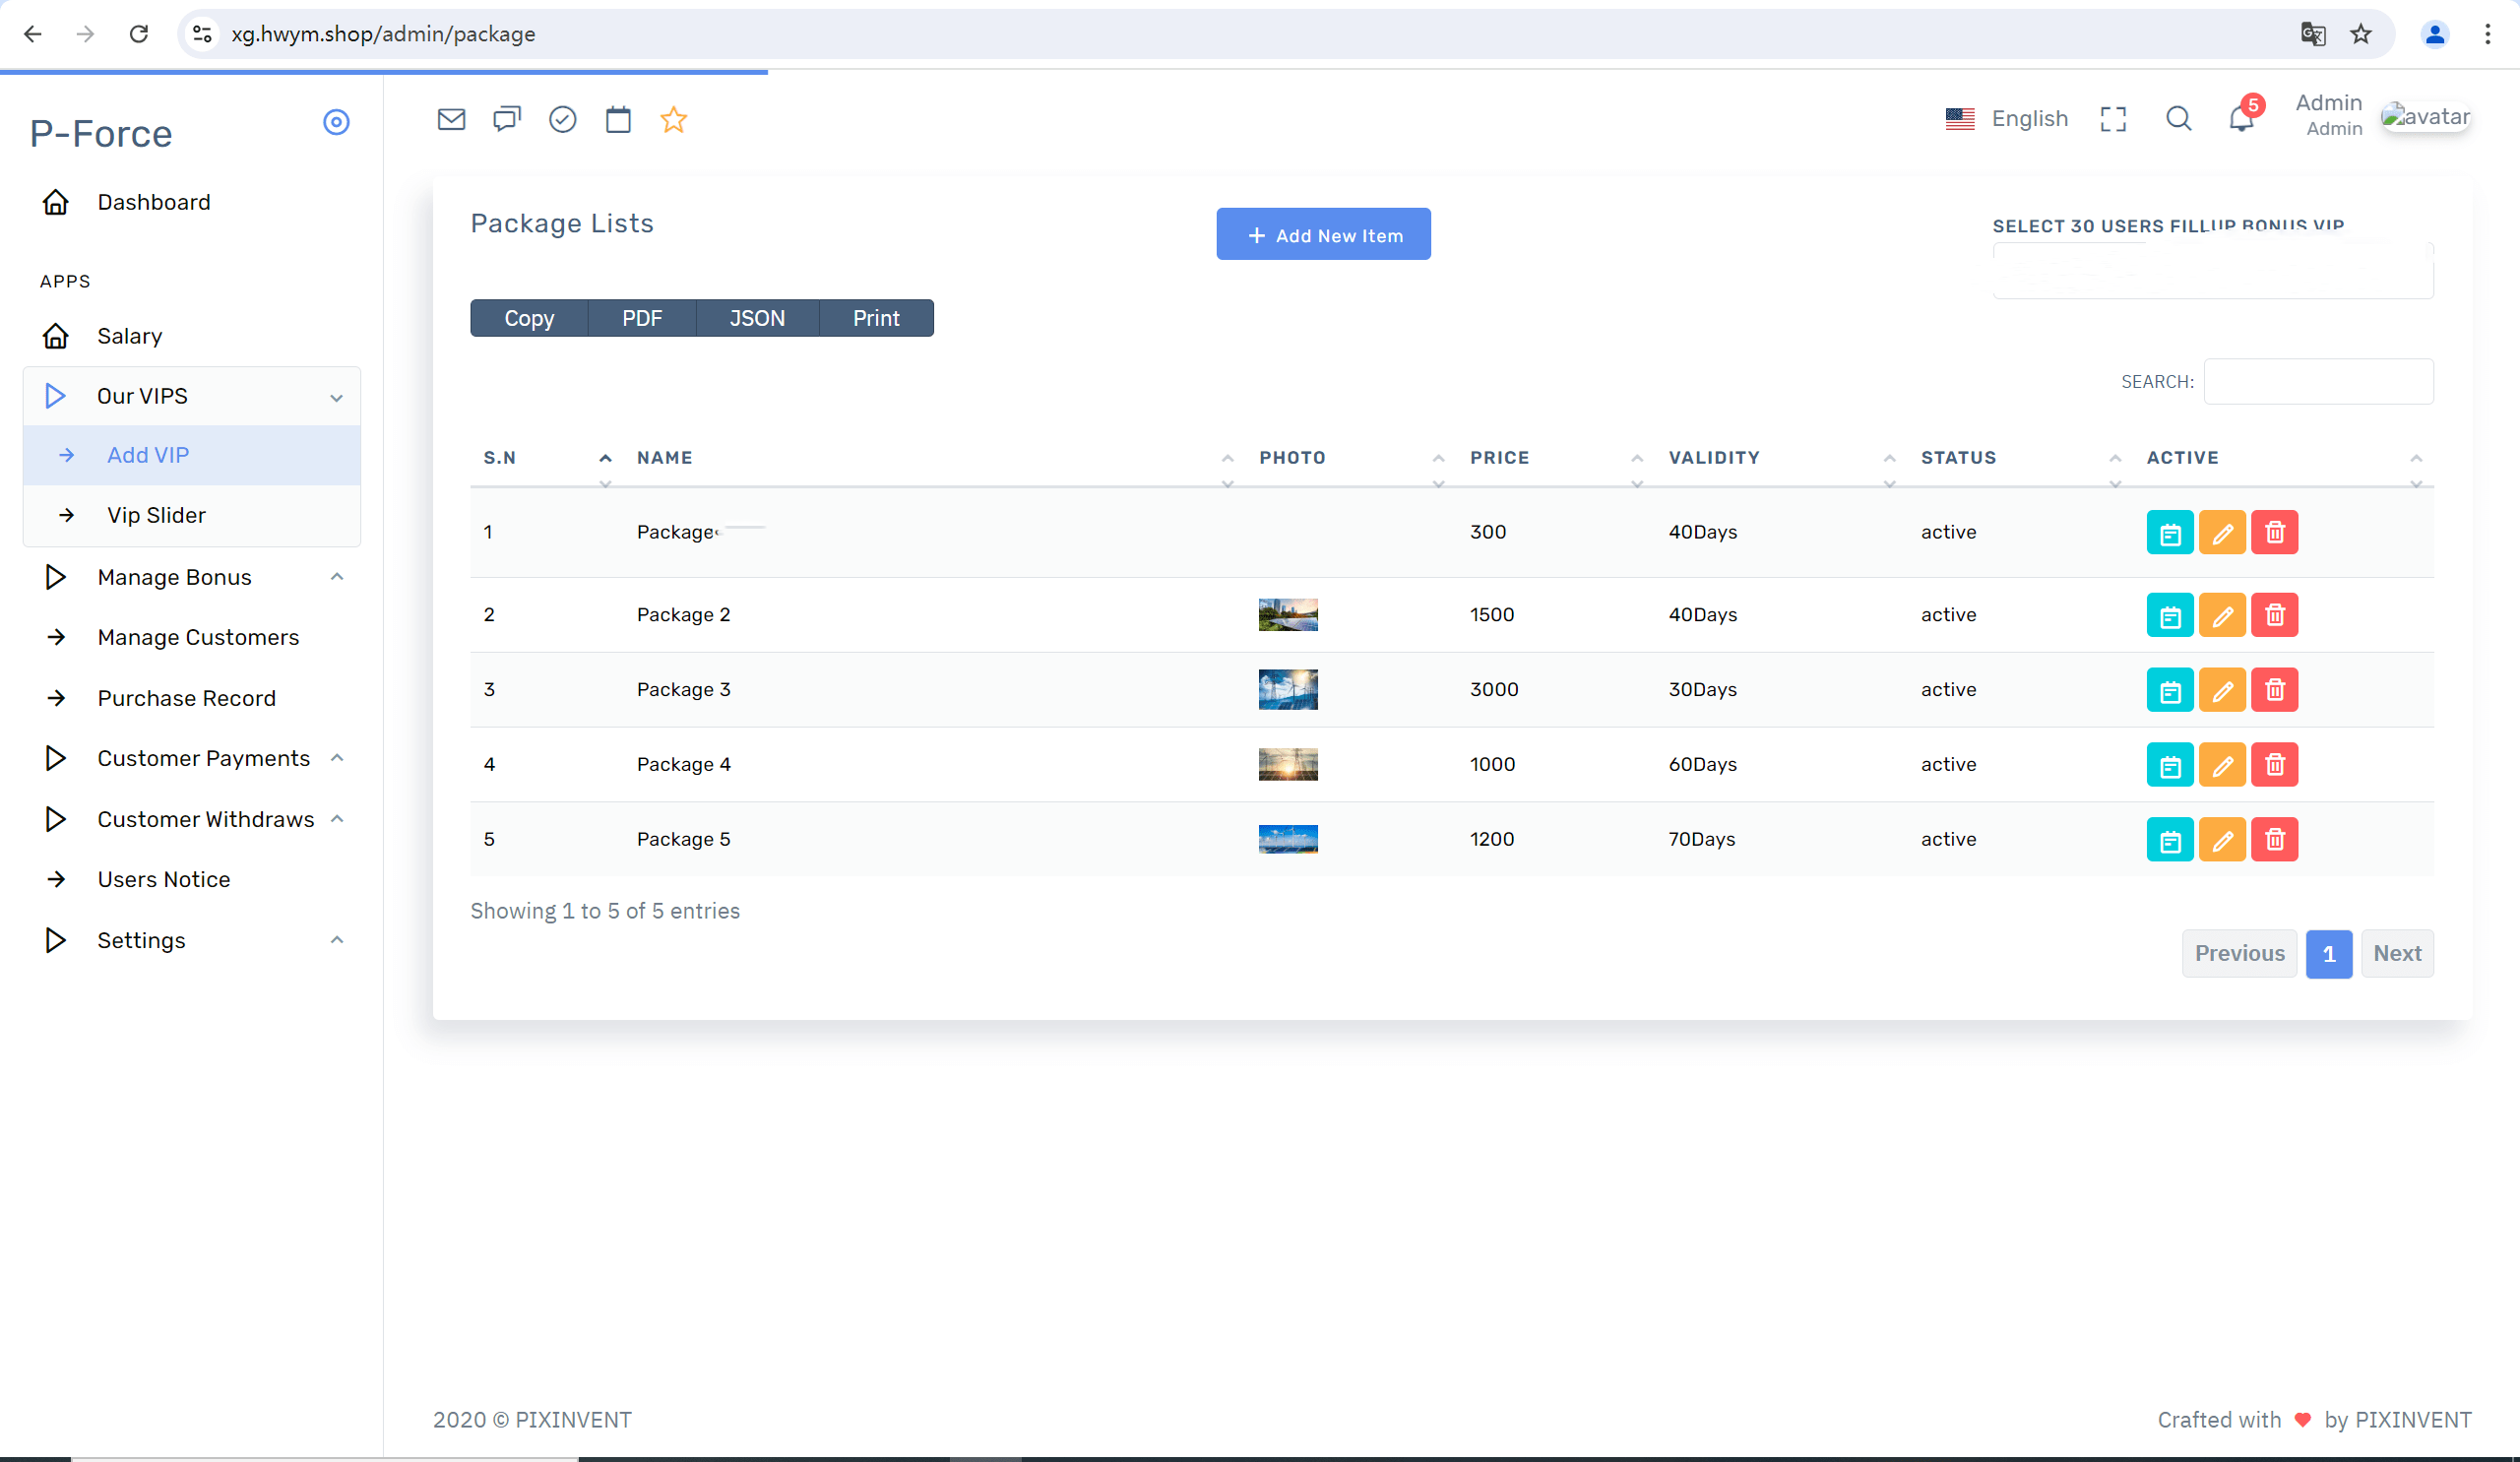 xg.hwym.shop/admin/package
P-Force
Dashboard
APPS
Salary
Our VIPS
Add VIP
Vip Slider
Manage Bonus
Manage Customers
Purchase Record
Customer Payments
Customer Withdraws
Users Notice
Settings
English
5
Admin
Admin
avatar
Package Lists
Add New Item
SELECT 30 USERS FILLUP BONUS VIP
Copy PDF JSON Print
SEARCH:
S.N NAME PHOTO PRICE VALIDITY STATUS ACTIVE
1 Package 300 40Days active
2 Package 2 1500 40Days active
3 Package 3 3000 30Days active
4 Package 4 1000 60Days active
5 Package 5 1200 70Days active
Showing 1 to 5 of 5 entries
Previous 1 Next
2020 © PIXINVENT
Crafted with ♥ by PIXINVENT